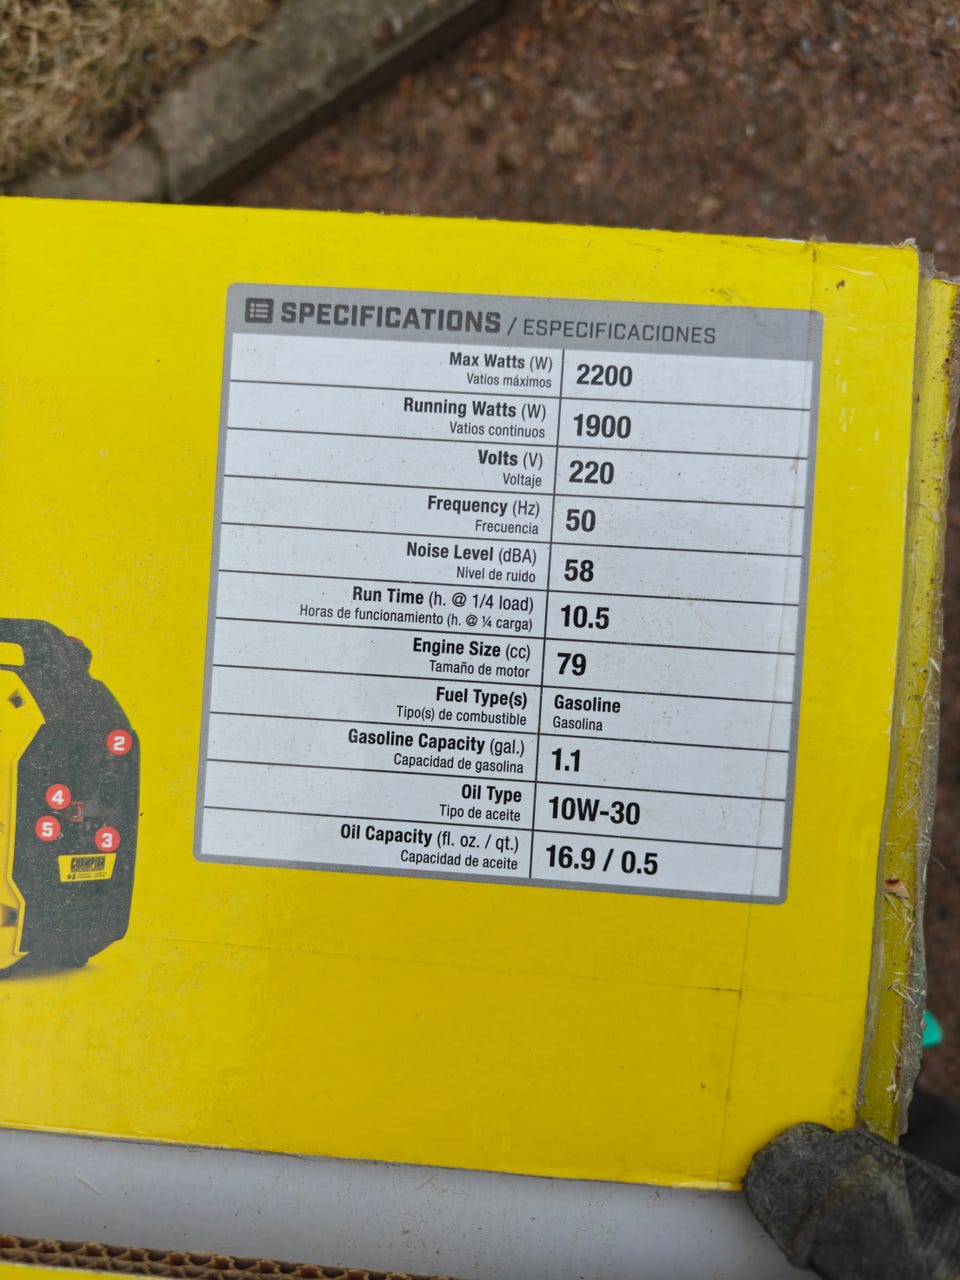 SPECIFICATIONS / ESPECIFICACIONES
Max Watts (W)
Vatios máximos
2200
Running Watts (W)
Vatios continuos
1900
Volts (V)
Voltaje
220
Frequency (Hz)
Frecuencia
50
Noise Level (dBA)
Nivel de ruido
58
Run Time (h. @ 1/4 load)
Horas de funcionamiento (h. @ ¼ carga)
10.5
Engine Size (cc)
Tamaño de motor
79
Fuel Type(s)
Tipo(s) de combustible
Gasoline
Gasolina
Gasoline Capacity (gal.)
Capacidad de gasolina
1.1
Oil Type
Tipo de aceite
10W-30
Oil Capacity (fl. oz. / qt.)
Capacidad de aceite
16.9 / 0.5
2
4
5
3
CHAMPION